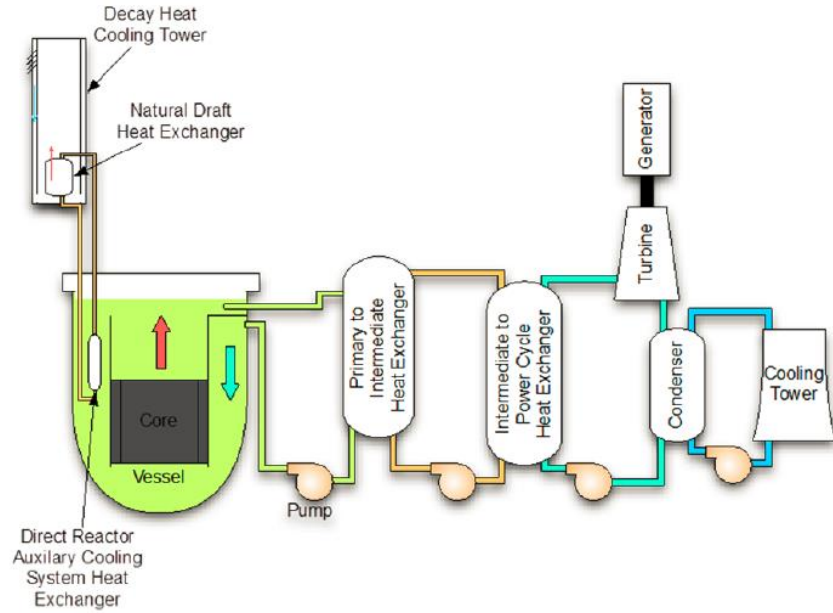 Decay Heat
Cooling Tower
Natural Draft
Heat Exchanger
Generator
Turbine
Primary to
Intermediate
Heat Exchanger
Intermediate to
Power Cycle
Heat Exchanger
Condenser
Cooling
Tower
Core
Vessel
Pump
Direct Reactor
Auxilary Cooling
System Heat
Exchanger